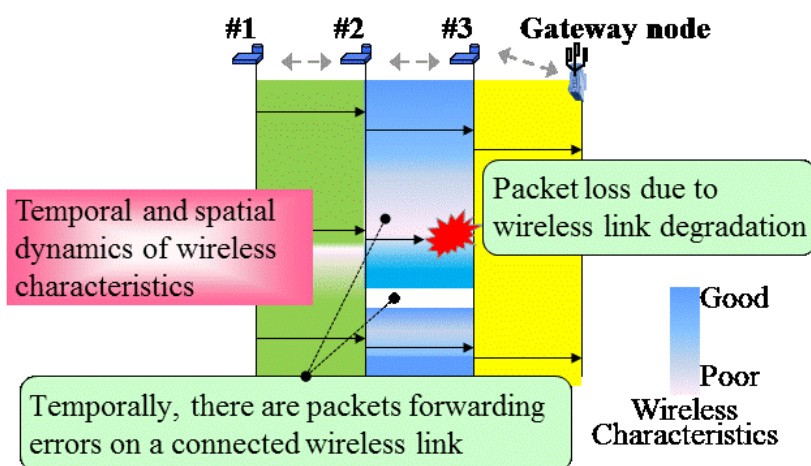 #1
#2
#3
Gateway node
Packet loss due to
wireless link degradation
Temporal and spatial
dynamics of wireless
characteristics
Good
Poor
Wireless
Characteristics
Temporally, there are packets forwarding
errors on a connected wireless link